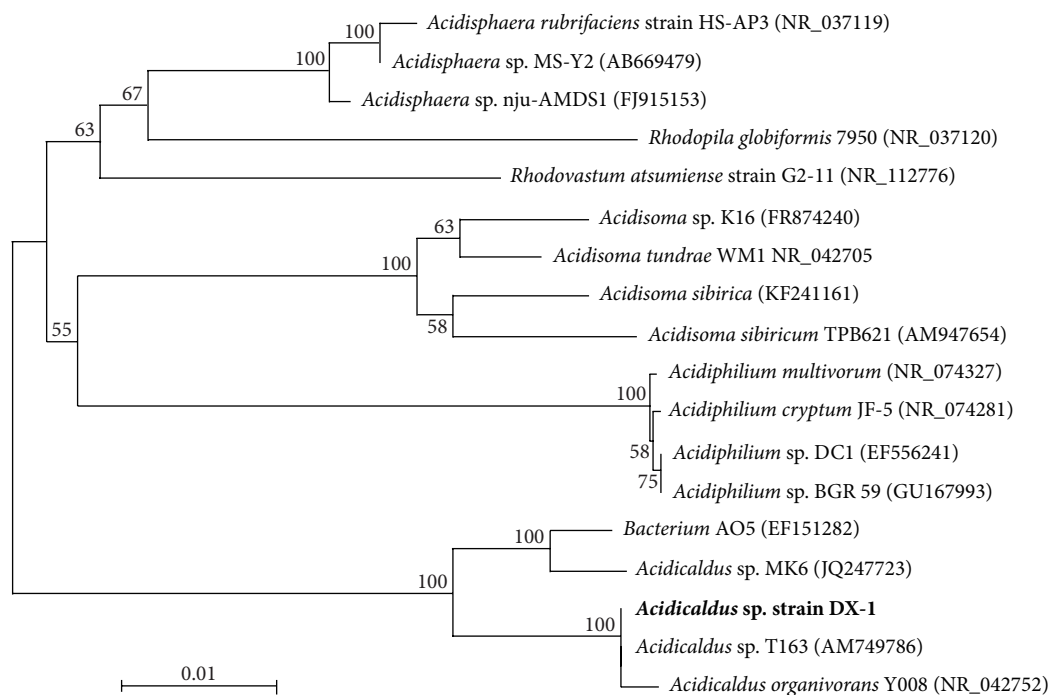 100 Acidisphaera rubrifaciens strain HS-AP3 (NR_037119)
100 Acidisphaera sp. MS-Y2 (AB669479)
67 Acidisphaera sp. nju-AMDS1 (FJ915153)
63 Rhodopila globiformis 7950 (NR_037120)
Rhodovastum atsumiense strain G2-11 (NR_112776)
Acidisoma sp. K16 (FR874240)
63
Acidisoma tundrae WM1 NR_042705
100
Acidisoma sibirica (KF241161)
55 58
Acidisoma sibiricum TPB621 (AM947654)
Acidiphilium multivorum (NR_074327)
100
Acidiphilium cryptum JF-5 (NR_074281)
58 Acidiphilium sp. DC1 (EF556241)
75 Acidiphilium sp. BGR 59 (GU167993)
Bacterium AO5 (EF151282)
100
Acidicaldus sp. MK6 (JQ247723)
100
Acidicaldus sp. strain DX-1
100
Acidicaldus sp. T163 (AM749786)
0.01 Acidicaldus organivorans Y008 (NR_042752)